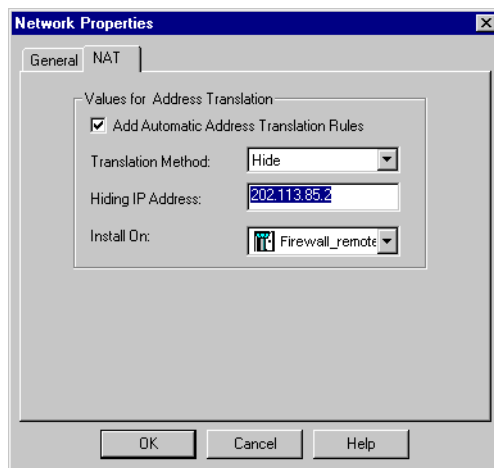 Network Properties
General NAT
Values for Address Translation
Add Automatic Address Translation Rules
Translation Method: Hide
Hiding IP Address: 202.113.85.2
Install On: Firewall_remote
OK Cancel Help